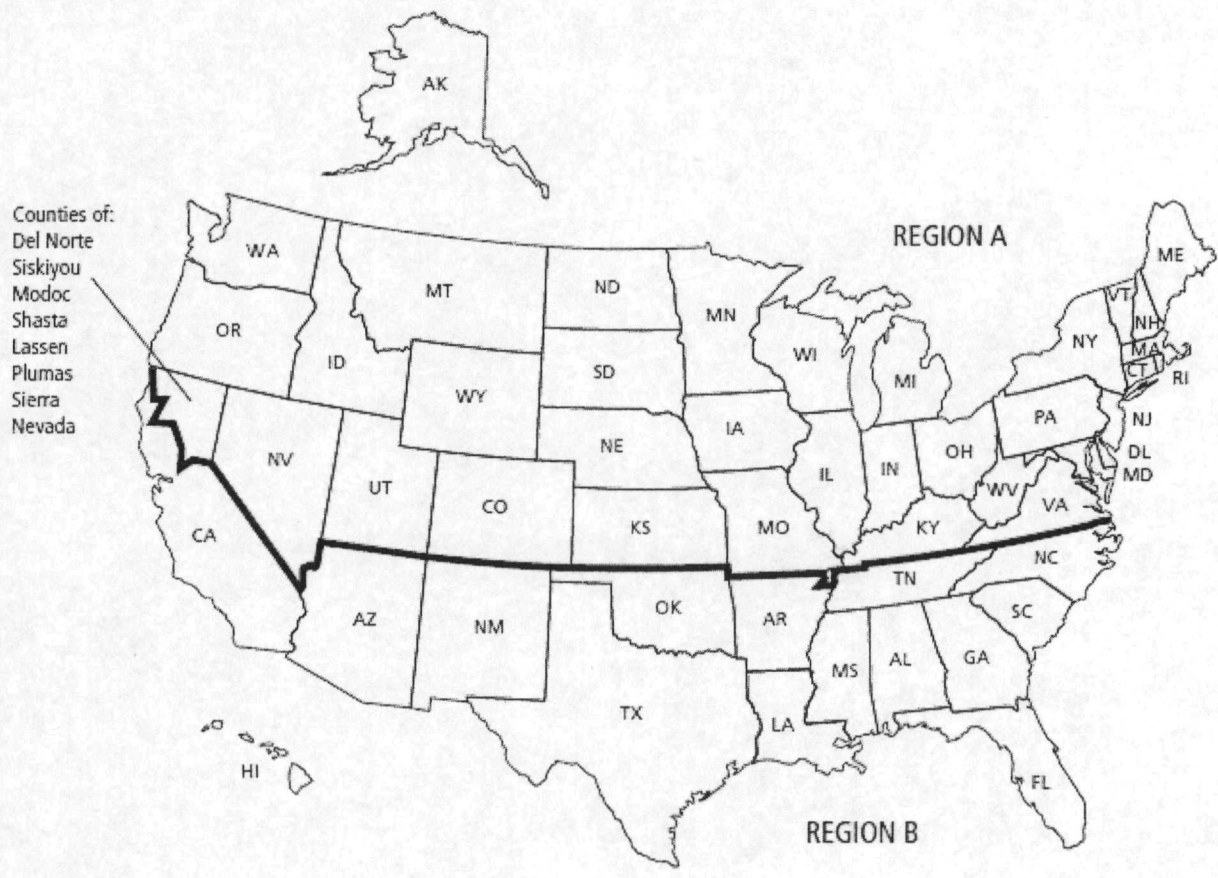 AK
Counties of:
Del Norte
Siskiyou
Modoc
Shasta
Lassen
Plumas
Sierra
Nevada
REGION A
WA
MT
ND
MN
ME
VT
NH
OR
ID
SD
WI
MI
NY
MA
CT
RI
WY
IA
PA
NJ
NE
OH
DL
MD
NV
UT
CO
IL
IN
WV
VA
KS
MO
KY
CA
NC
TN
AZ
NM
OK
AR
SC
MS
AL
GA
TX
LA
HI
FL
REGION B